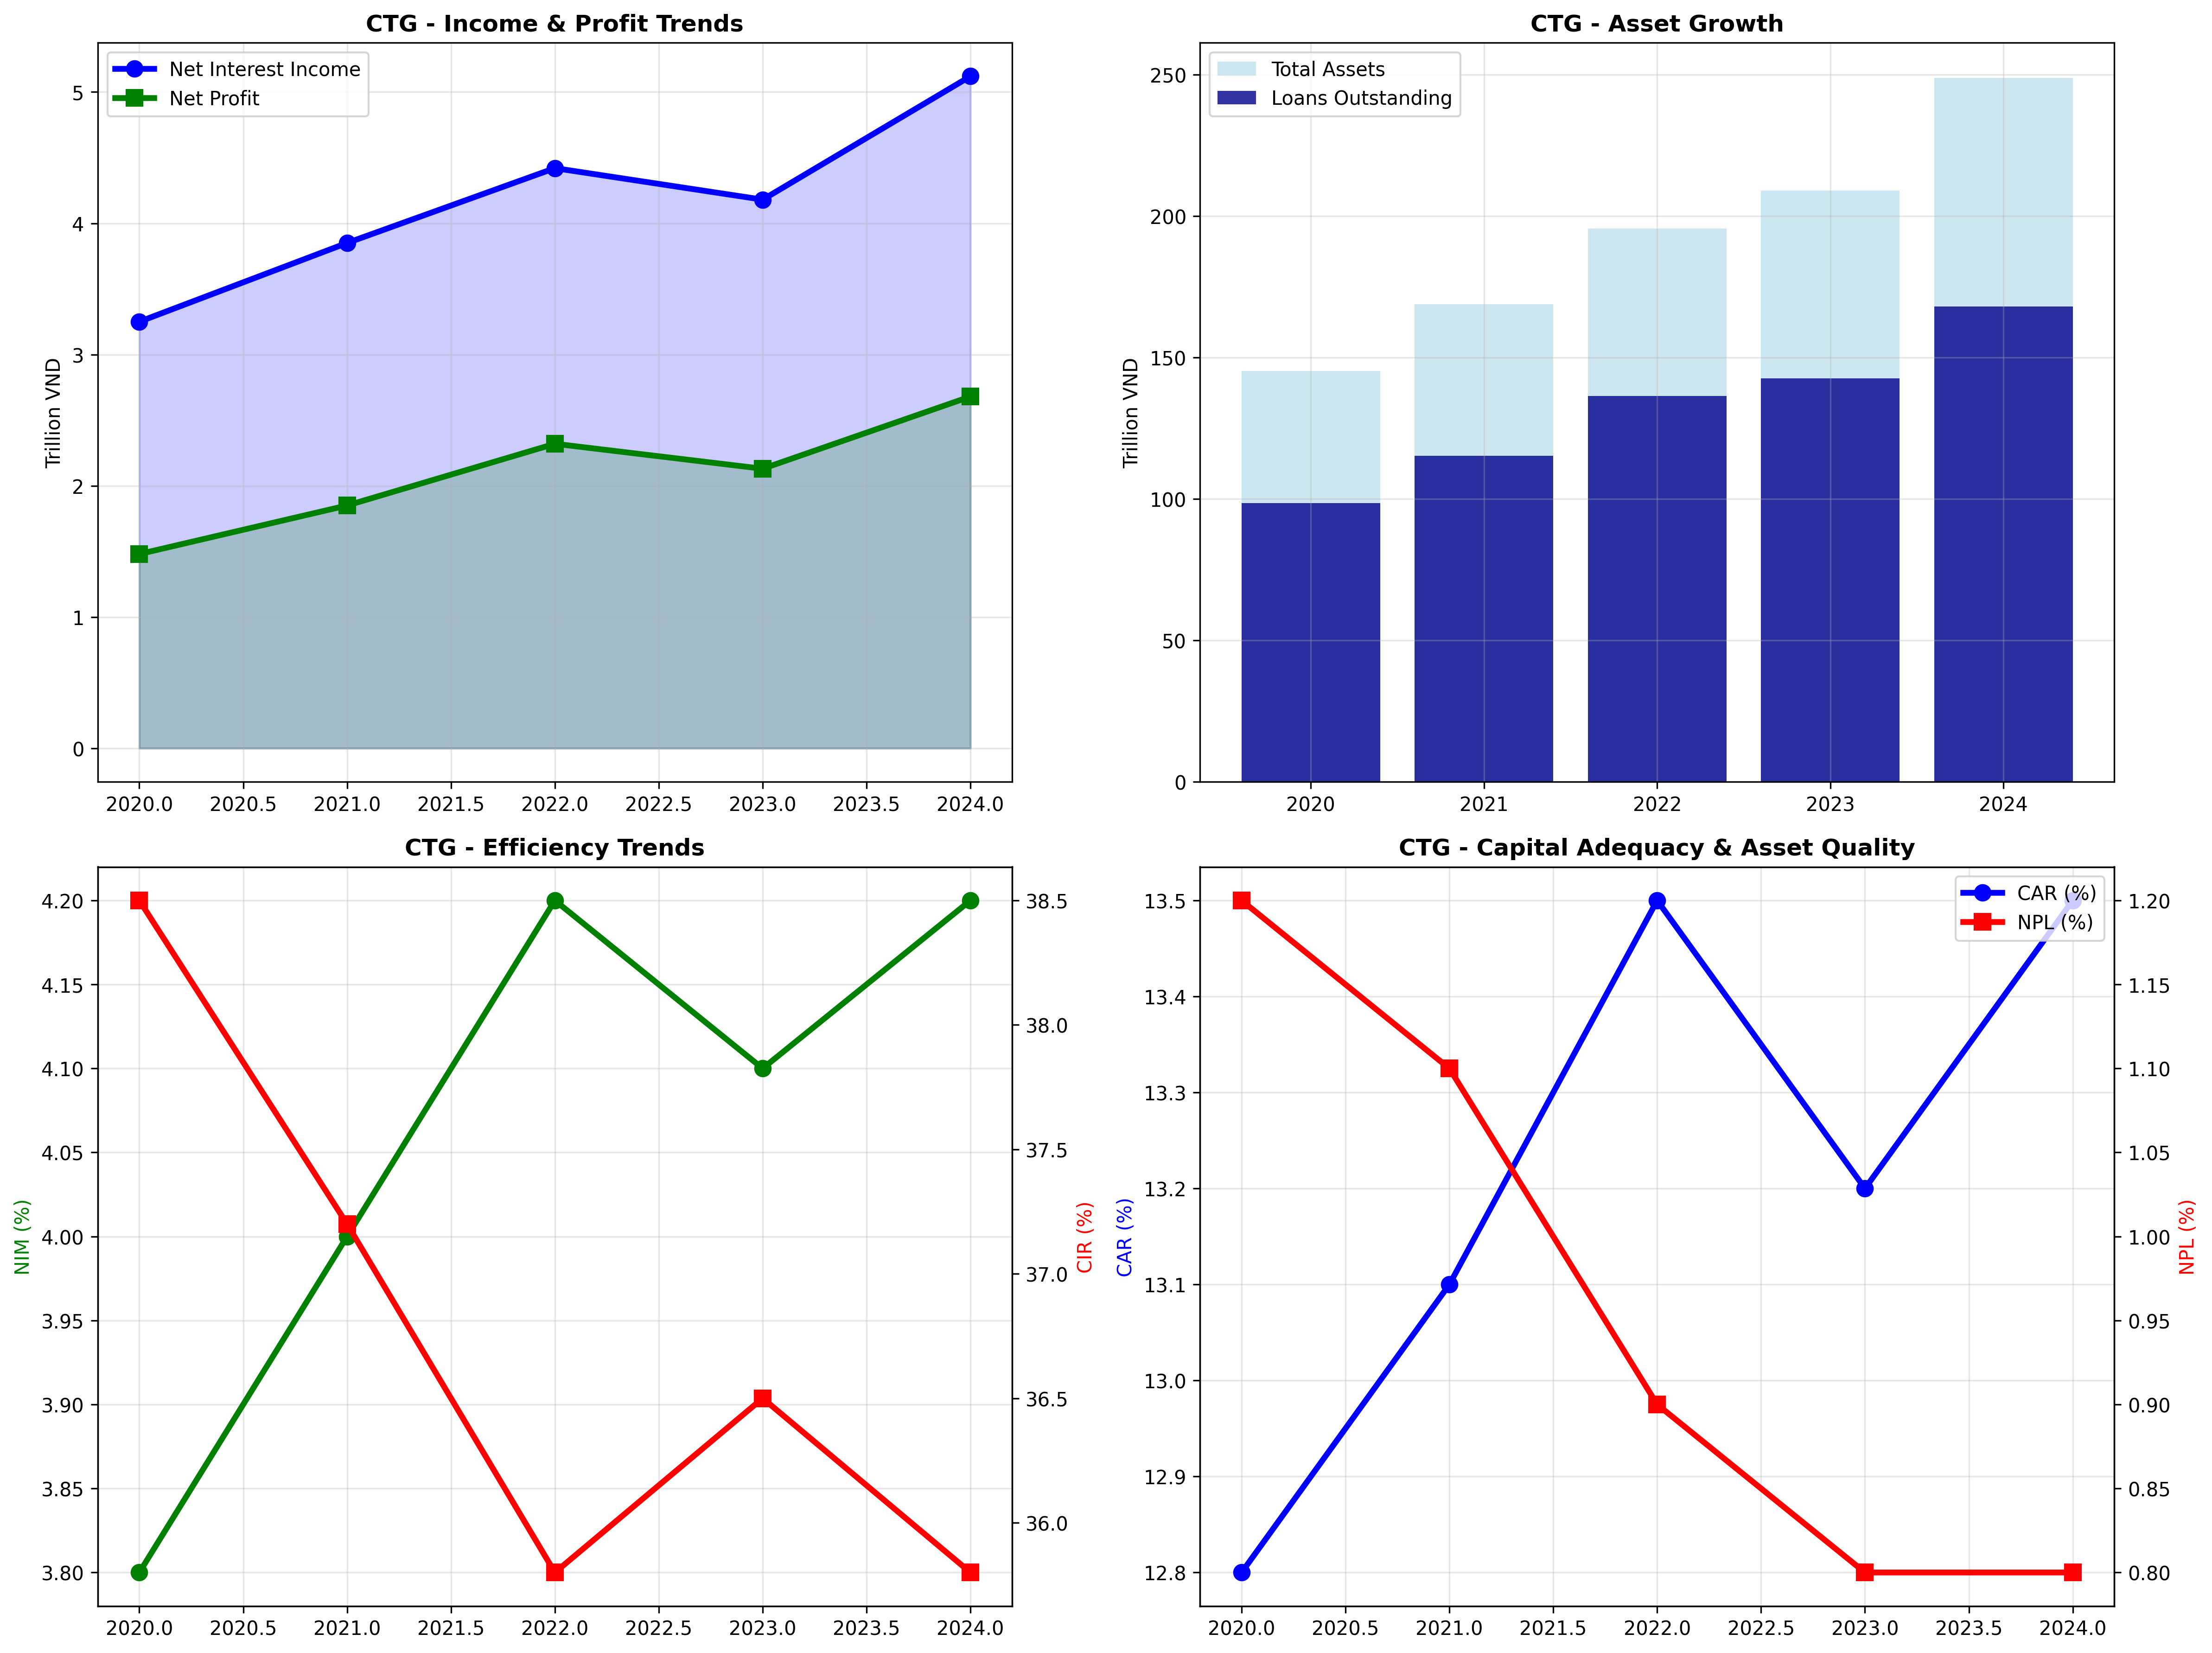 CTG - Income & Profit Trends
Net Interest Income
Net Profit
Trillion VND
5
4
3
2
1
0
2020.0 2020.5 2021.0 2021.5 2022.0 2022.5 2023.0 2023.5 2024.0
CTG - Asset Growth
Total Assets
Loans Outstanding
Trillion VND
250
200
150
100
50
0
2020 2021 2022 2023 2024
CTG - Efficiency Trends
NIM (%)
4.20
4.15
4.10
4.05
4.00
3.95
3.90
3.85
3.80
38.5
38.0
37.5
37.0
36.5
36.0
CIR (%)
2020.0 2020.5 2021.0 2021.5 2022.0 2022.5 2023.0 2023.5 2024.0
CTG - Capital Adequacy & Asset Quality
CAR (%)
NPL (%)
CAR (%)
13.5
13.4
13.3
13.2
13.1
13.0
12.9
12.8
1.20
1.15
1.10
1.05
1.00
0.95
0.90
0.85
0.80
NPL (%)
2020.0 2020.5 2021.0 2021.5 2022.0 2022.5 2023.0 2023.5 2024.0